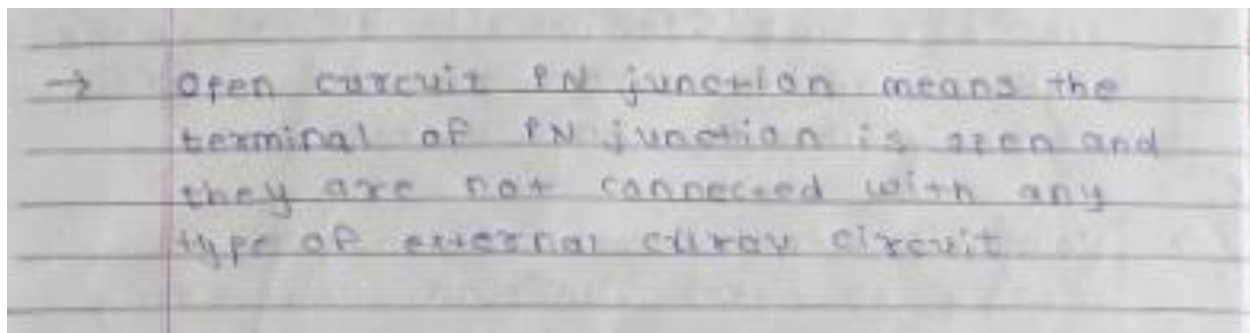 → Open curcuit PN junction means the
terminal of PN junction is open and
they are not connected with any
type of external circuit